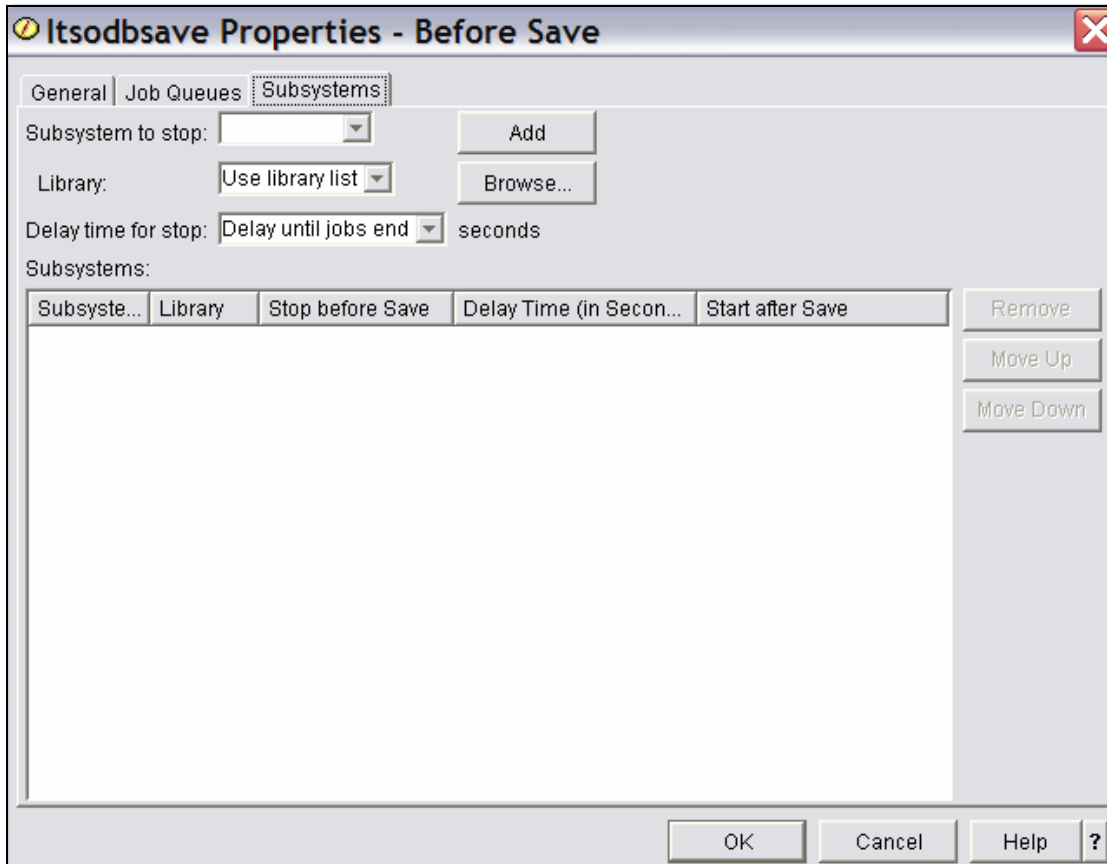 Itsodbsave Properties - Before Save
General Job Queues Subsystems
Subsystem to stop: Add
Library: Use library list Browse...
Delay time for stop: Delay until jobs end seconds
Subsystems:
Subsyste... Library Stop before Save Delay Time (in Secon... Start after Save Remove
Move Up
Move Down
OK Cancel Help ?